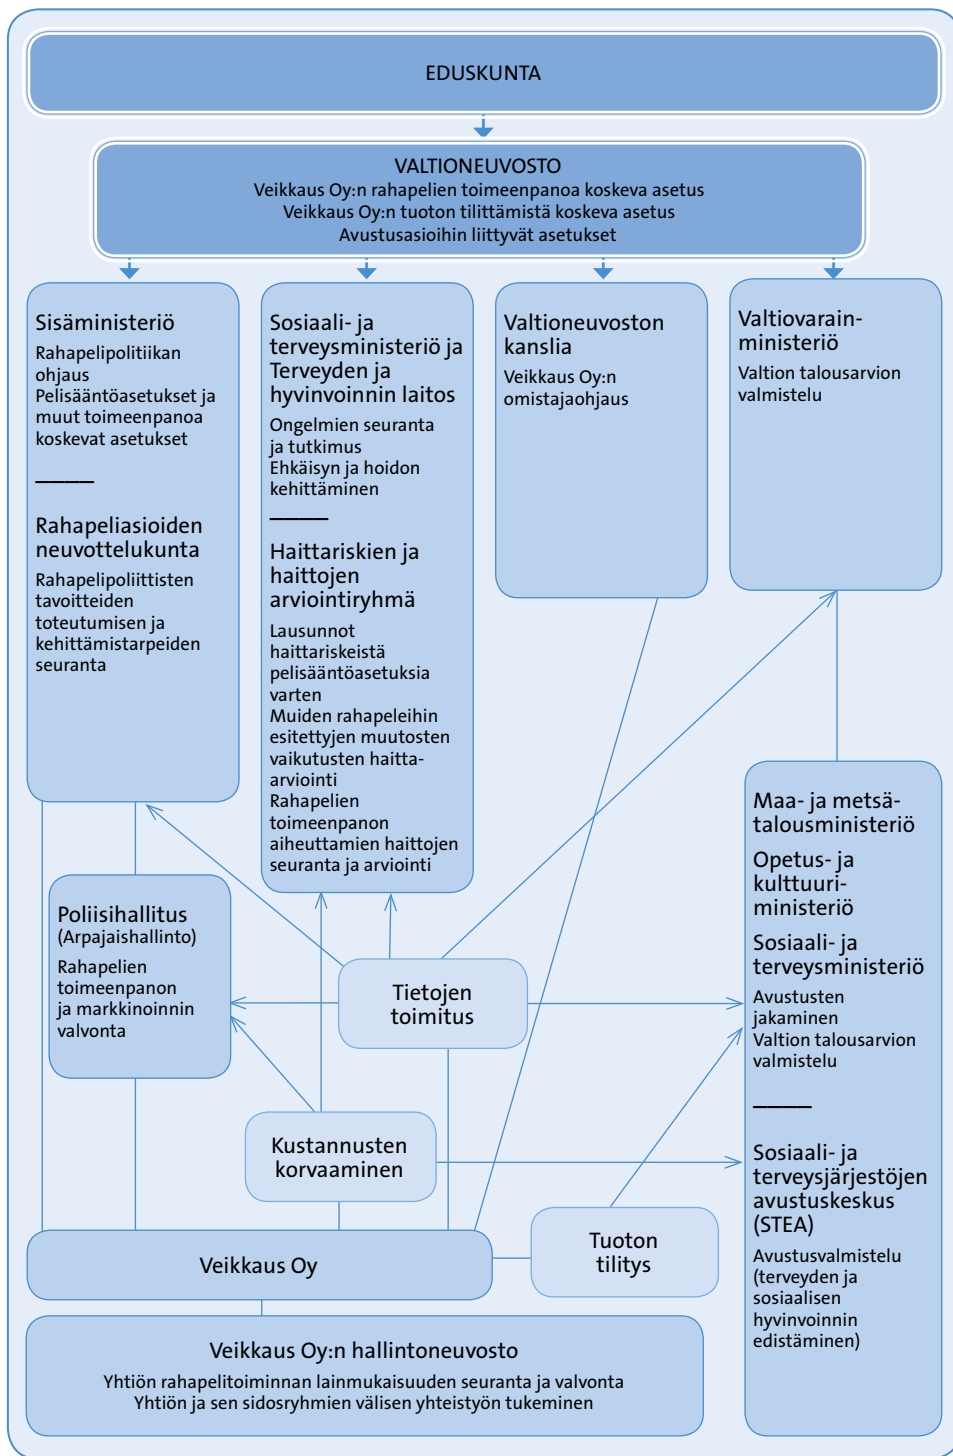 EDUSKUNTA
VALTIONEUVOSTO
Veikkaus Oy:n rahapelien toimeenpanoa koskeva asetus
Veikkaus Oy:n tuoton tilittämistä koskeva asetus
Avustusasioihin liittyvät asetukset
Sisäministeriö
Rahapelipolitiikan
ohjaus
Pelisääntöasetukset ja
muut toimeenpanoa
koskevat asetukset
Rahapeliasioiden
neuvottelukunta
Rahapelipoliittisten
tavoitteiden
toteutumisen ja
kehittämistarpeiden
seuranta
Sosiaali- ja
terveysministeriö ja
Terveyden ja
hyvinvoinnin laitos
Ongelmien seuranta
ja tutkimus
Ehkäisyn ja hoidon
kehittäminen
Haittariskien ja
haittojen
arviointiryhmä
Lausunnot
haittariskeistä
pelisääntöasetuksia
varten
Muiden rahapeleihin
esitettyjen muutosten
vaikutusten haitta-
arviointi
Rahapelien
toimeenpanon
aiheuttamien haittojen
seuranta ja arviointi
Valtioneuvoston
kanslia
Veikkaus Oy:n
omistajaohjaus
Valtiovarain-
ministeriö
Valtion talousarvion
valmistelu
Maa- ja metsä-
talousministeriö
Opetus- ja
kulttuuri-
ministeriö
Sosiaali- ja
terveysministeriö
Avustusten
jakaminen
Valtion talousarvion
valmistelu
Sosiaali- ja
terveysjärjestöjen
avustuskeskus
(STEA)
Avustusvalmistelu
(terveyden ja
sosiaalisen
hyvinvoinnin
edistäminen)
Poliisihallitus
(Arpajaishallinto)
Rahapelien
toimeenpanon
ja markkinoinnin
valvonta
Tietojen
toimitus
Kustannusten
korvaaminen
Tuoton
tilitys
Veikkaus Oy
Veikkaus Oy:n hallintoneuvosto
Yhtiön rahapelitoiminnan lainmukaisuuden seuranta ja valvonta
Yhtiön ja sen sidosryhmien välisen yhteistyön tukeminen